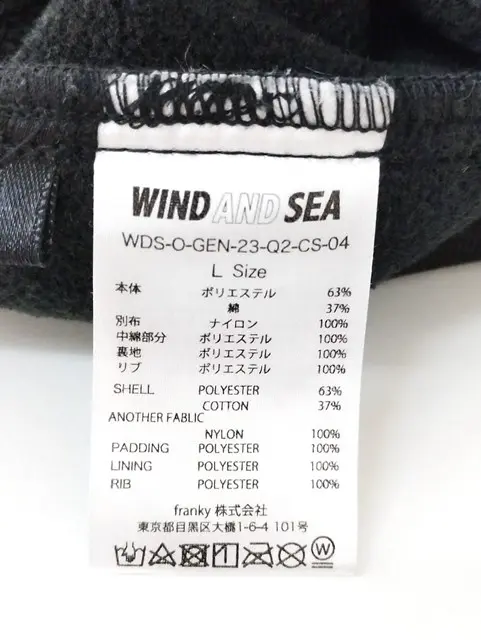 WIND AND SEA
WDS-O-GEN-23-Q2-CS-04
L Size
本体 ポリエステル 63%
綿 37%
別布 ナイロン 100%
中綿部分 ポリエステル 100%
裏地 ポリエステル 100%
リブ ポリエステル 100%
SHELL POLYESTER 63%
COTTON 37%
ANOTHER FABLIC
NYLON 100%
PADDING POLYESTER 100%
LINING POLYESTER 100%
RIB POLYESTER 100%
franky 株式会社
東京都目黒区大橋1-6-4 101号
W